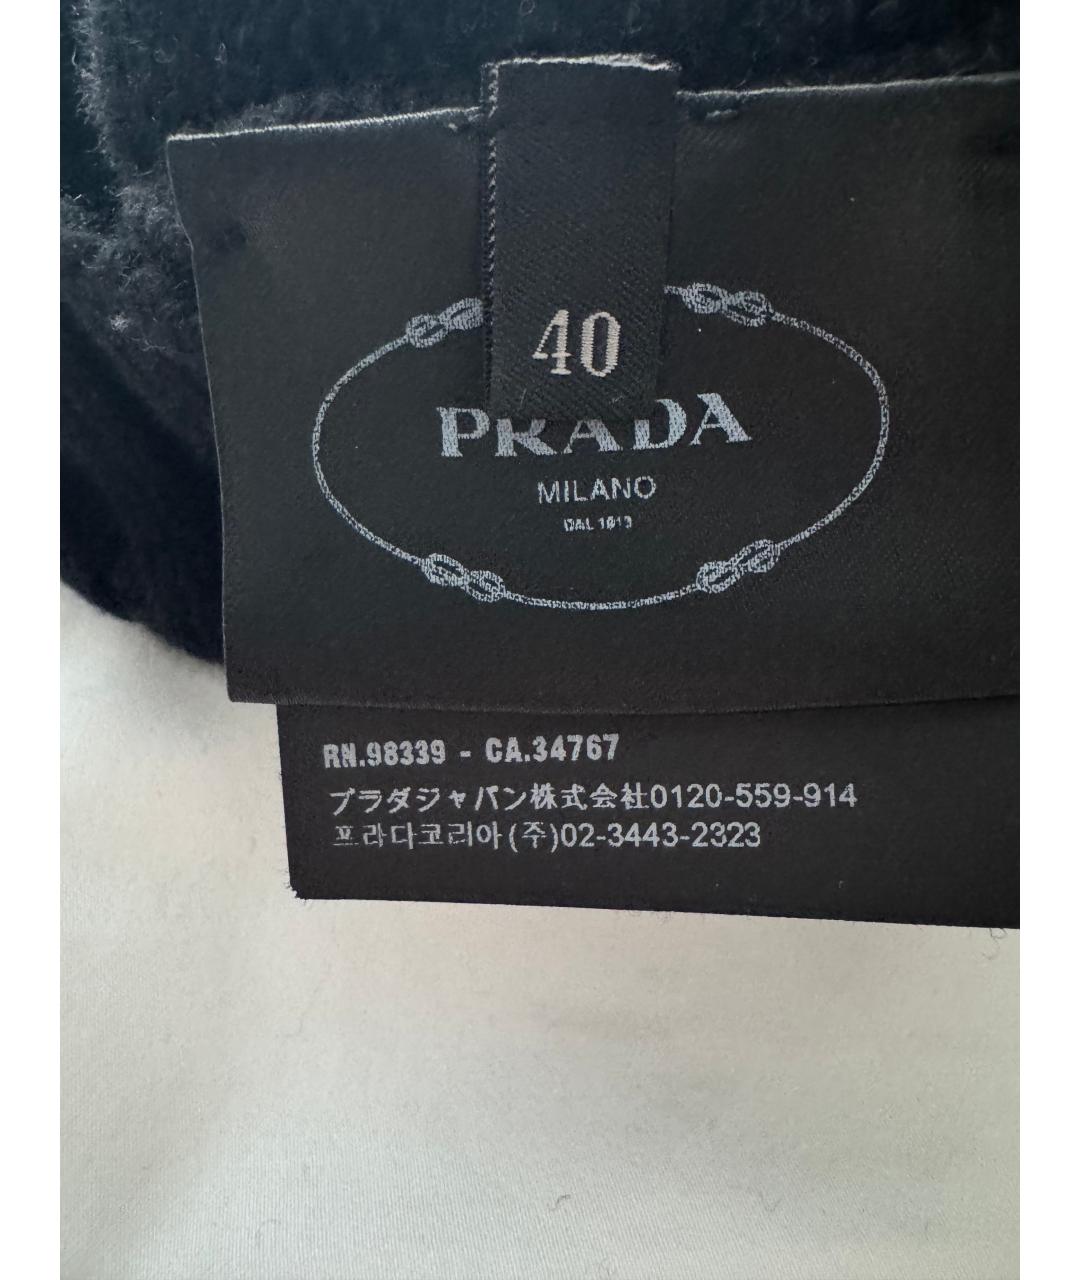 40
PRADA
MILANO
DAL 1913
RN.98339 - CA.34767
プラダジャパン株式会社0120-559-914
프라다코리아(주)02-3443-2323